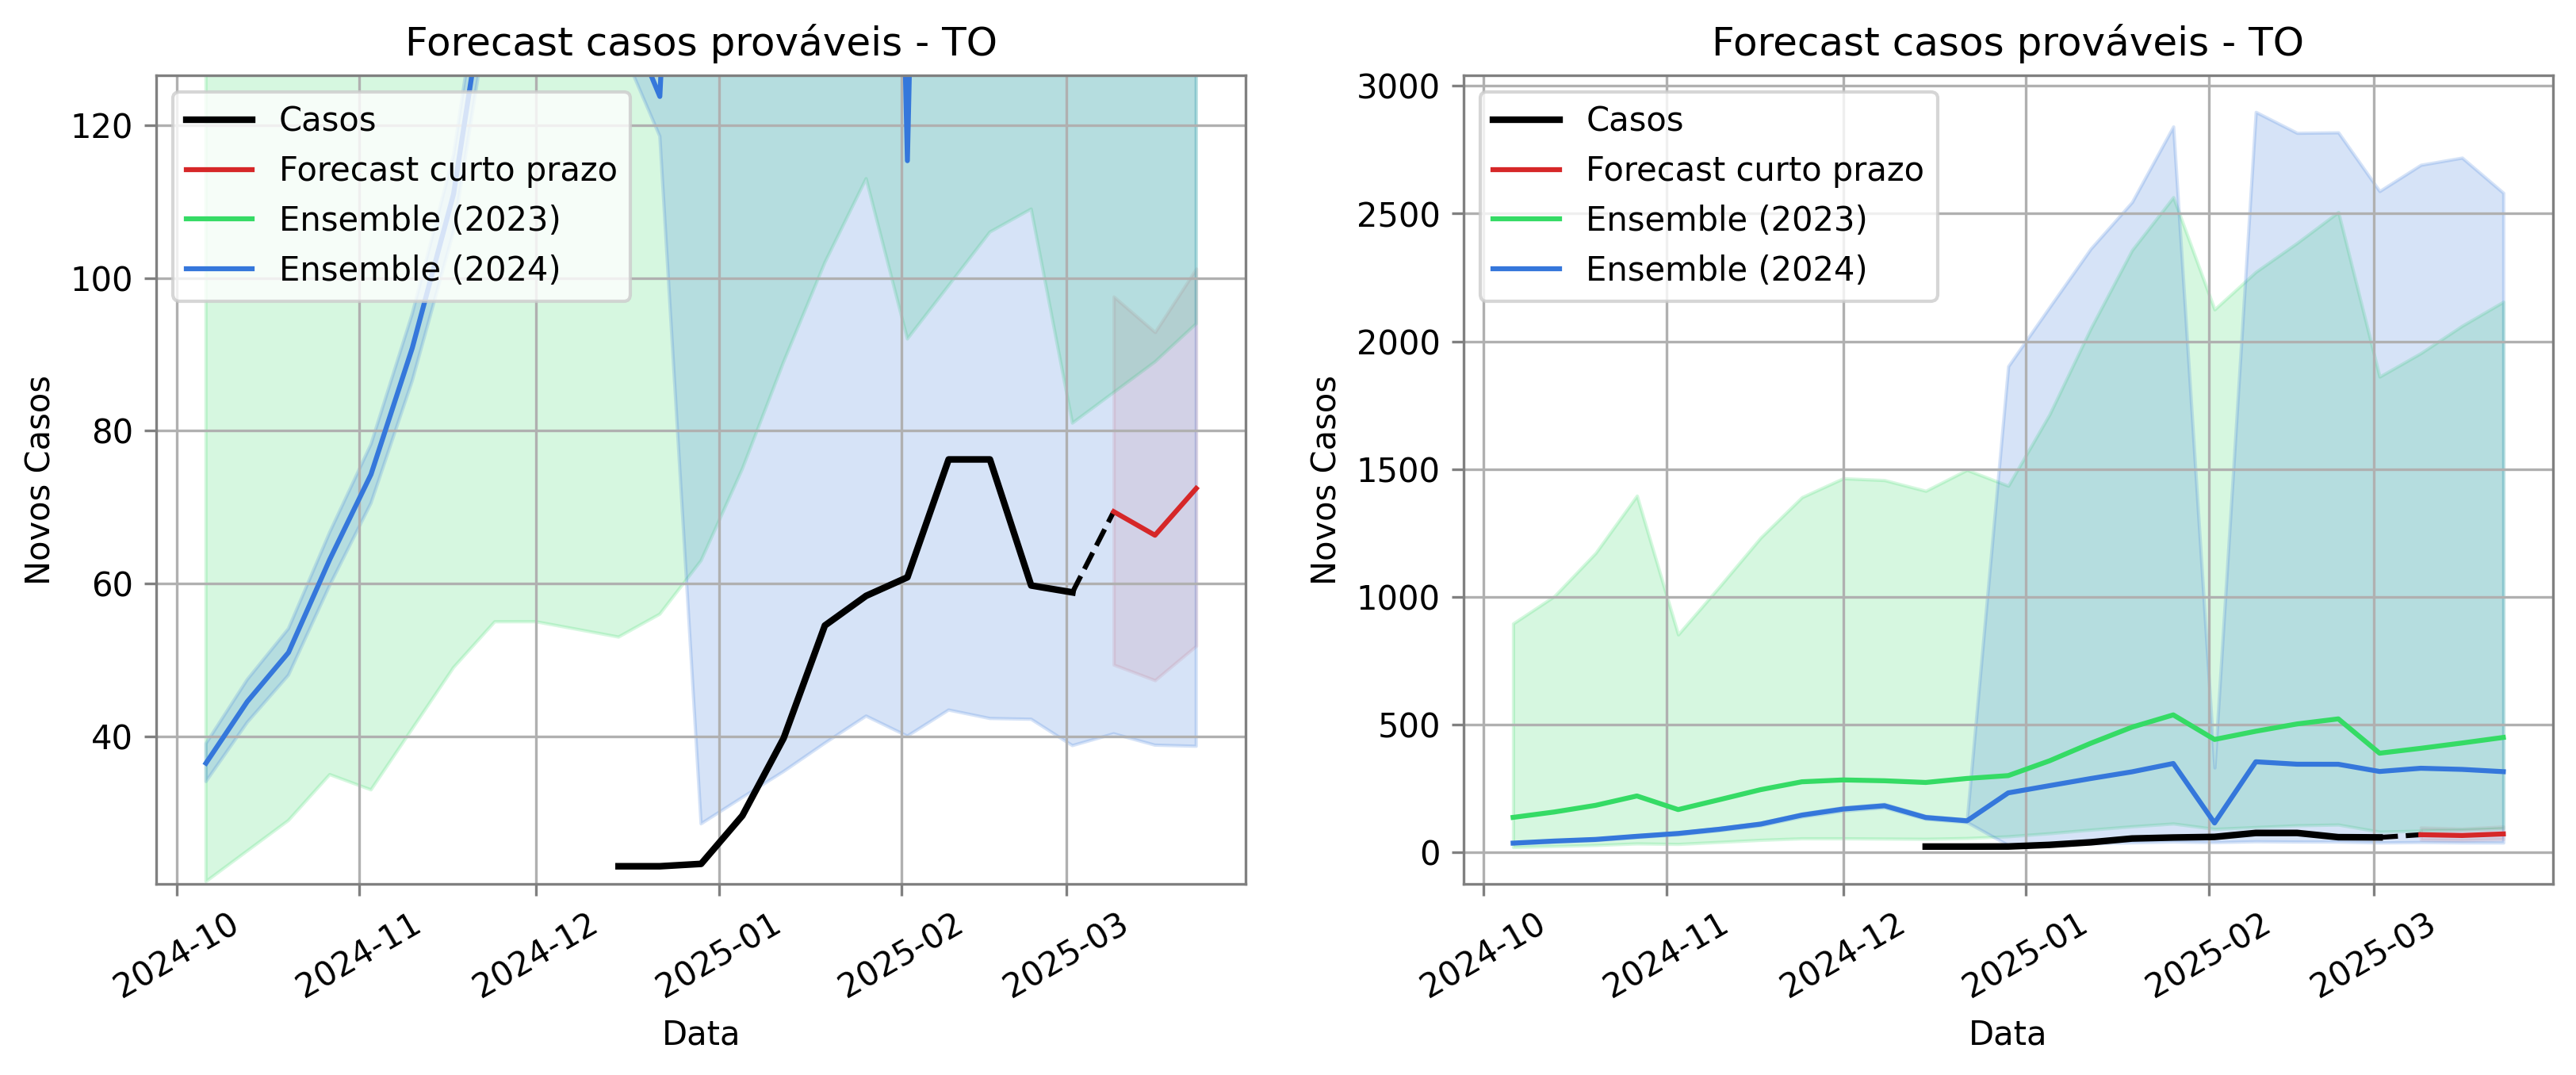 Forecast casos prováveis - TO
Novos Casos
120
100
80
60
40
Casos
Forecast curto prazo
Ensemble (2023)
Ensemble (2024)
2024-10
2024-11
2024-12
2025-01
2025-02
2025-03
Data
Forecast casos prováveis - TO
Novos Casos
3000
2500
2000
1500
1000
500
0
Casos
Forecast curto prazo
Ensemble (2023)
Ensemble (2024)
2024-10
2024-11
2024-12
2025-01
2025-02
2025-03
Data